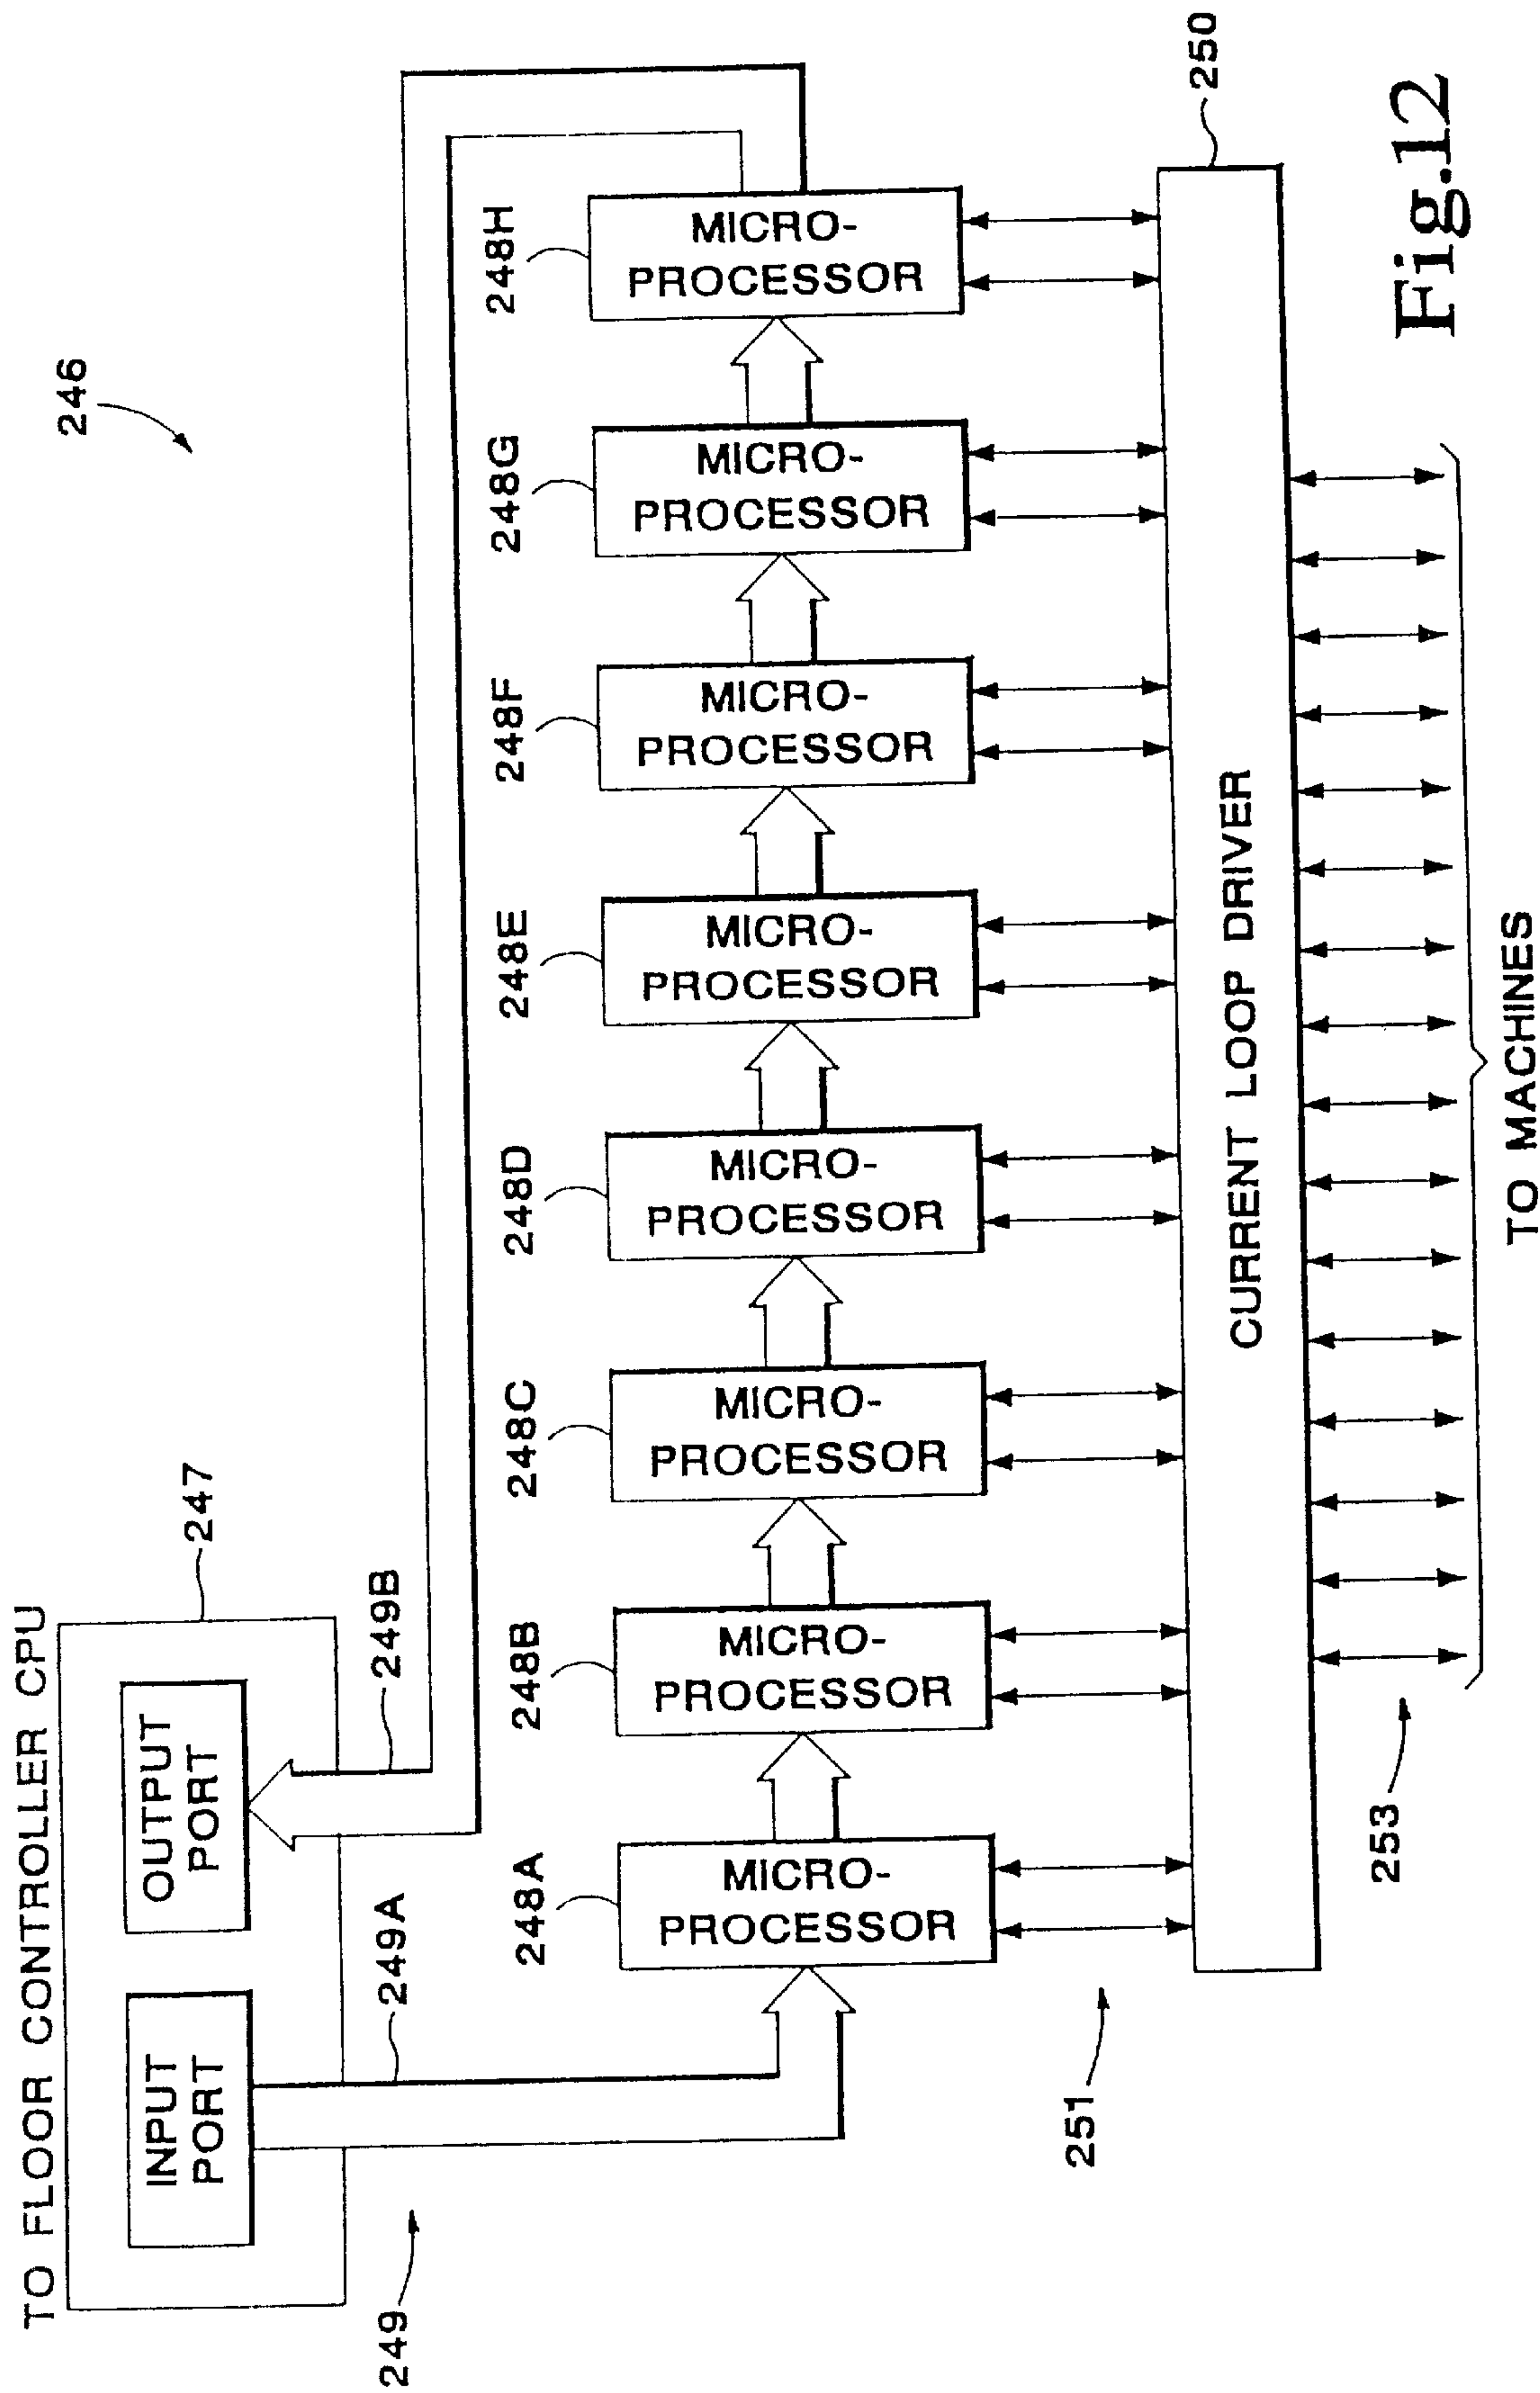 TO FLOOR CONTROLLER CPU
247
246
INPUT
PORT
OUTPUT
PORT
249
249A
249B
248A
248B
248C
248D
248E
248F
248G
248H
MICRO-
PROCESSOR
MICRO-
PROCESSOR
MICRO-
PROCESSOR
MICRO-
PROCESSOR
MICRO-
PROCESSOR
MICRO-
PROCESSOR
MICRO-
PROCESSOR
MICRO-
PROCESSOR
251
CURRENT LOOP DRIVER
250
253
TO MACHINES
Fig.12